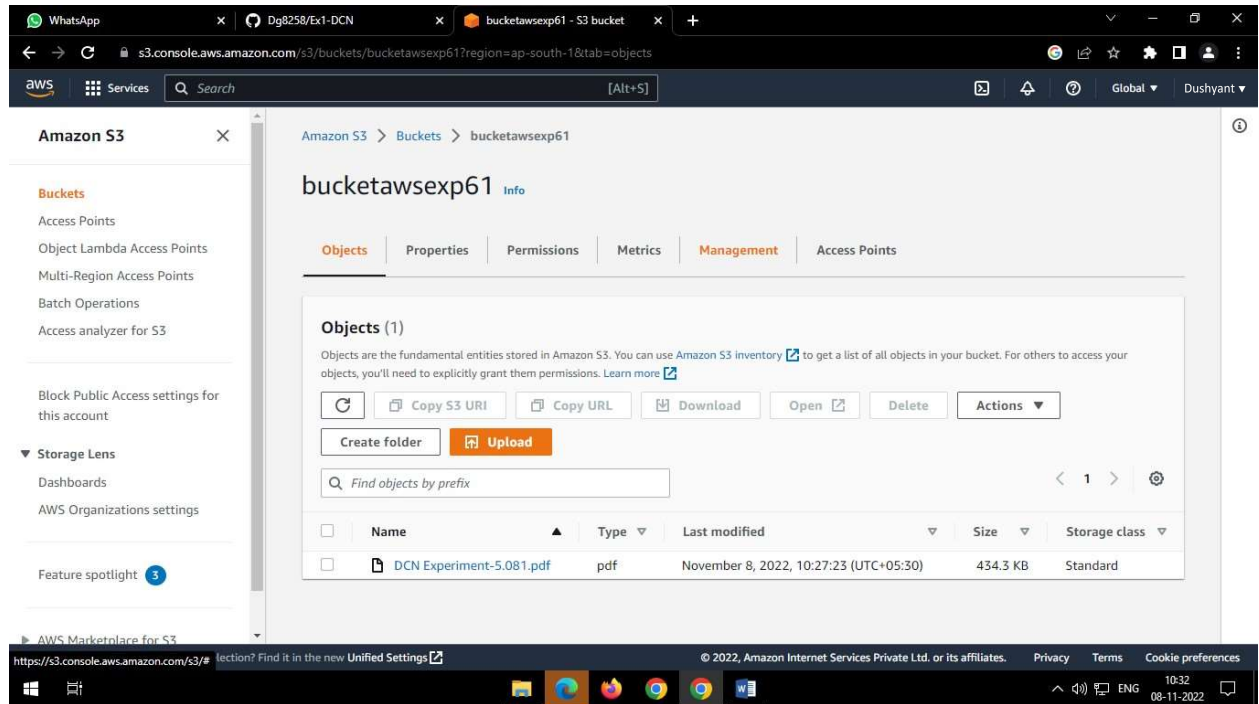 WhatsApp
Dg8258/Ex1-DCN
bucketawsexp61 - S3 bucket
s3.console.aws.amazon.com/s3/buckets/bucketawsexp61?region=ap-south-1&tab=objects
aws Services Search [Alt+S] Global Dushyant
Amazon S3
Buckets
Access Points
Object Lambda Access Points
Multi-Region Access Points
Batch Operations
Access analyzer for S3
Block Public Access settings for
this account
Storage Lens
Dashboards
AWS Organizations settings
Feature spotlight 3
AWS Marketplace for S3
Amazon S3 > Buckets > bucketawsexp61
bucketawsexp61 Info
Objects Properties Permissions Metrics Management Access Points
Objects (1)
Objects are the fundamental entities stored in Amazon S3. You can use Amazon S3 inventory to get a list of all objects in your bucket. For others to access your
objects, you'll need to explicitly grant them permissions. Learn more
Copy S3 URI Copy URL Download Open Delete Actions
Create folder Upload
Find objects by prefix
< 1 >
Name Type Last modified Size Storage class
DCN Experiment-5.081.pdf pdf November 8, 2022, 10:27:23 (UTC+05:30) 434.3 KB Standard
https://s3.console.aws.amazon.com/s3/# lection? Find it in the new Unified Settings © 2022, Amazon Internet Services Private Ltd. or its affiliates. Privacy Terms Cookie preferences
ENG
10:32
08-11-2022